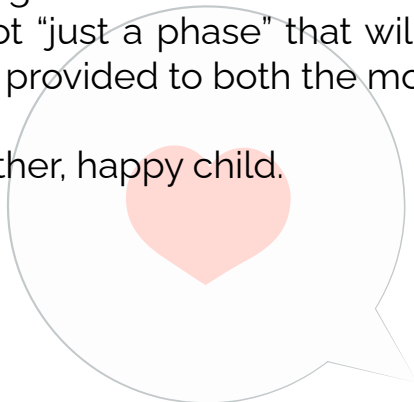 ot “just a phase” that wil
provided to both the mo
ther, happy child.